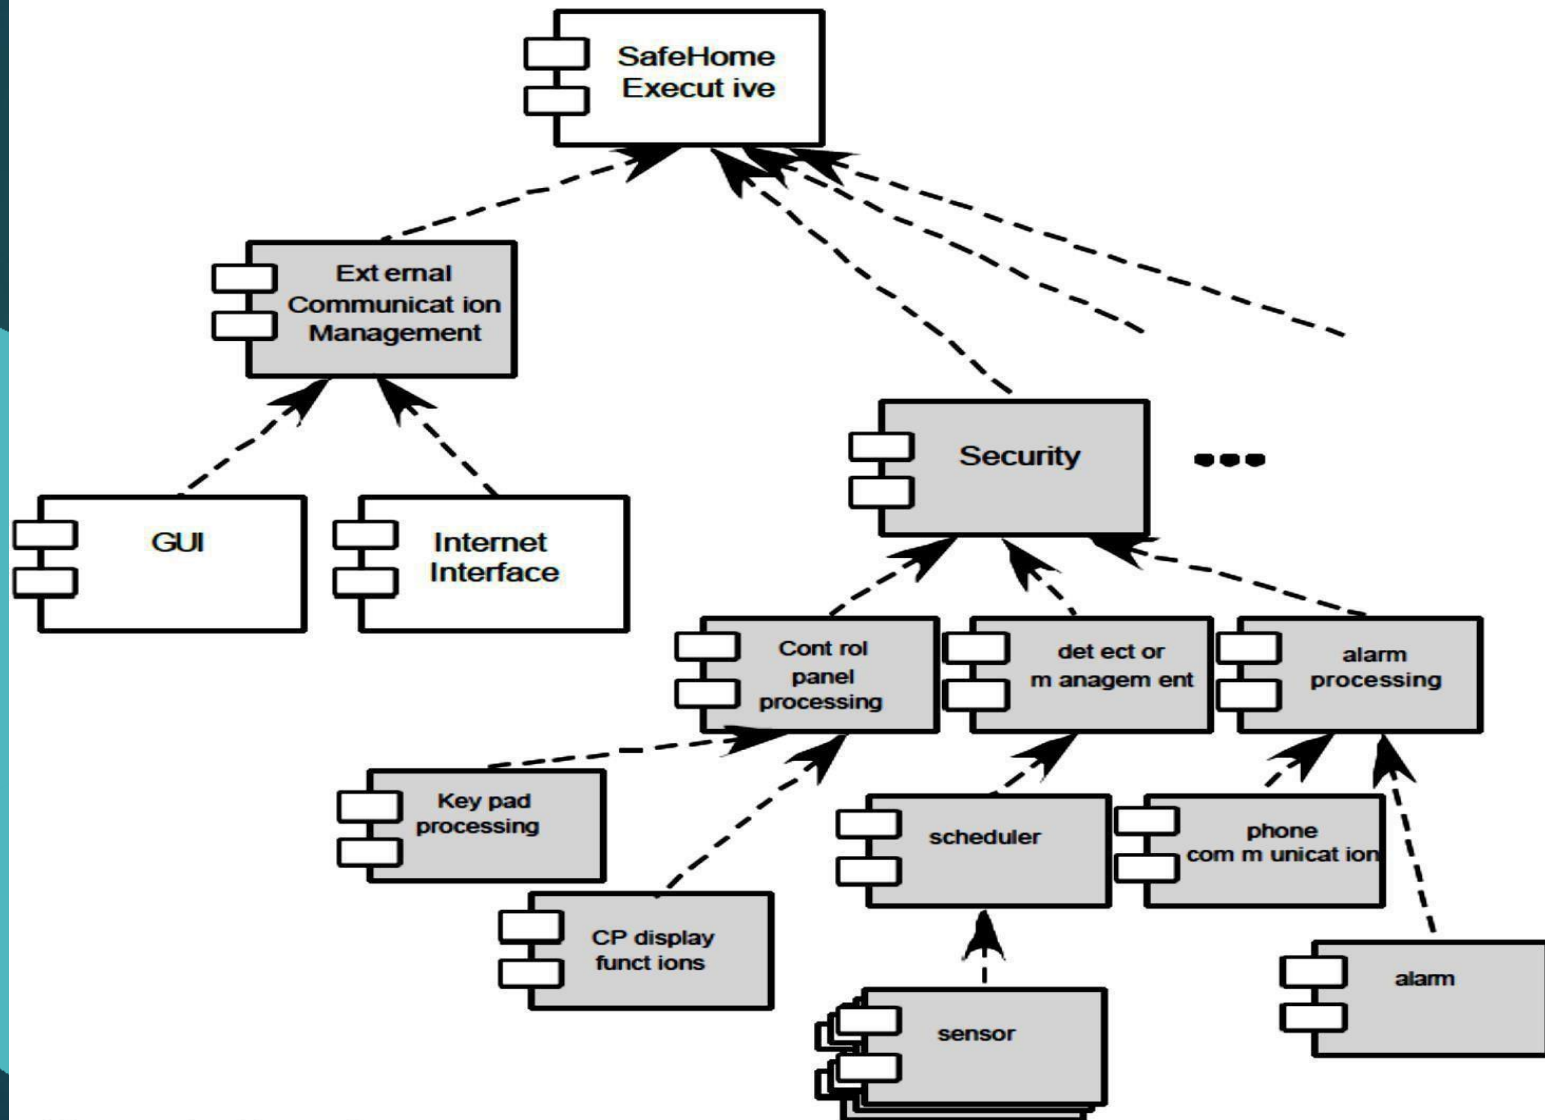 SafeHome
Execut ive
Ext ernal
Communicat ion
Management
Security
GUI
Internet
Interface
Cont rol
panel
processing
det ect or
m anagem ent
alarm
processing
Key pad
processing
scheduler
phone
com m unicat ion
CP display
funct ions
sensor
alarm